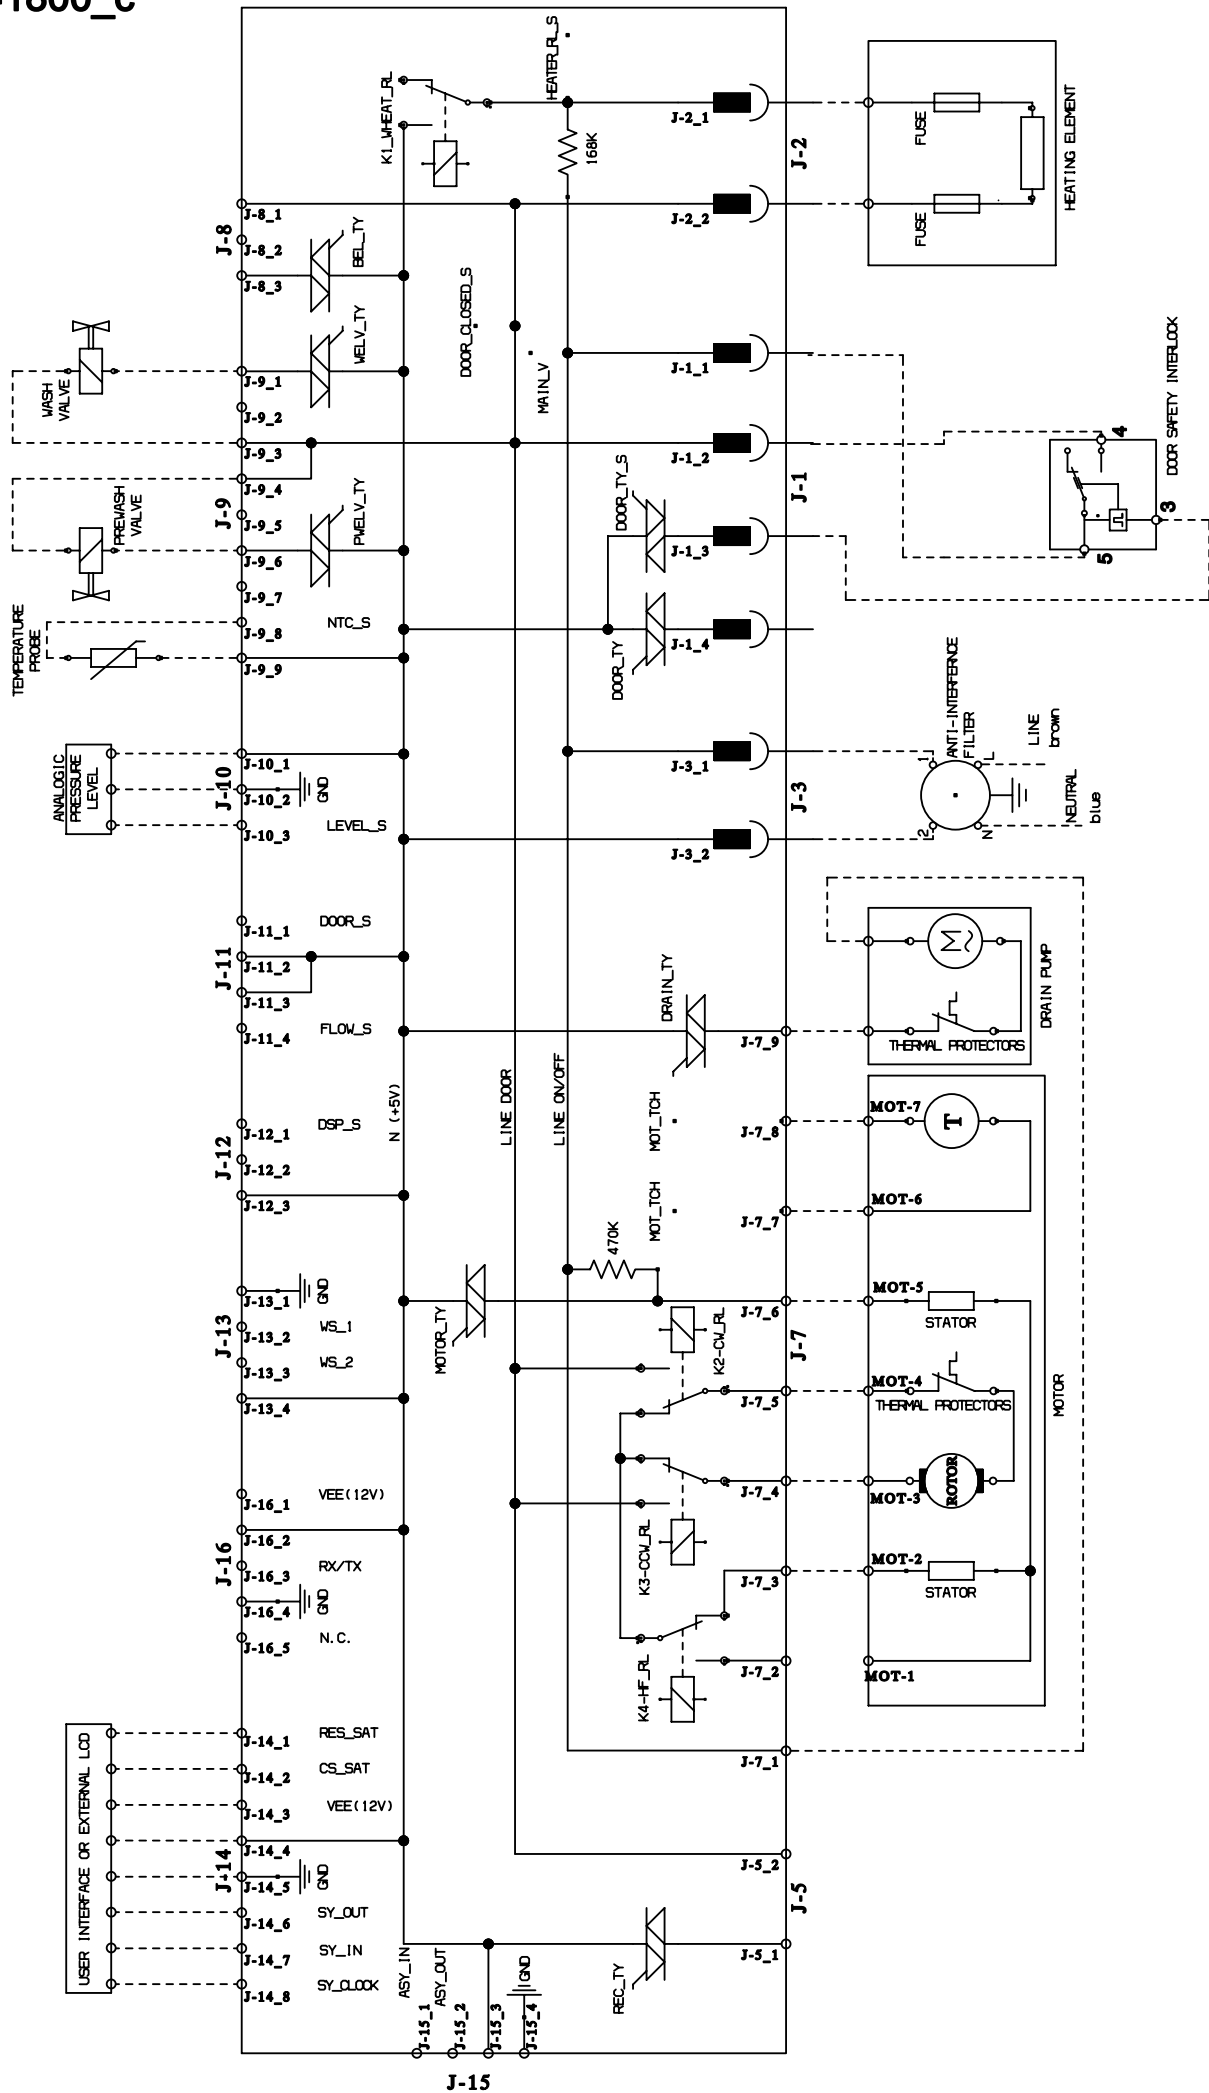 1800_C
HEATER_RL_S
K1_WHEAT_RL
168K
J-2_1
J-2
J-2_2
FUSE
FUSE
HEATING ELEMENT
J-8
J-8_1
J-8_2
J-8_3
BEL_TY
DOOR_CLOSED_S
MAIN_V
WASH
VALVE
WELV_TY
J-9_1
J-9_2
J-9_3
J-9_4
J-9
J-9_5
J-9_6
J-9_7
J-9_8
J-9_9
PREWASH
VALVE
PWELV_TY
TEMPERATURE
PROBE
NTC_S
J-1_1
J-1_2
J-1
J-1_3
J-1_4
DOOR_TY_S
DOOR_TY
DOOR SAFETY INTERLOCK
4
3
5
ANALOGIC
PRESSURE
LEVEL
J-10
J-10_1
J-10_2
J-10_3
GND
LEVEL_S
J-3_1
J-3
J-3_2
ANTI-INTERFERNCE
FILTER
1
L
2
N
LINE
brown
NEUTRAL
blue
J-11
J-11_1
J-11_2
J-11_3
J-11_4
DOOR_S
FLOW_S
DRAIN_TY
J-7_9
M
THERMAL PROTECTORS
DRAIN PUMP
N (+5V)
LINE DOOR
LINE ON/OFF
J-12
J-12_1
J-12_2
J-12_3
DSP_S
MOT_TCH
J-7_8
MOT_TCH
J-7_7
MOT-7
T
MOT-6
470K
J-13
J-13_1
J-13_2
J-13_3
J-13_4
GND
WS_1
WS_2
MOTOR_TY
J-7_6
J-7
K2-CW_RL
J-7_5
J-7_4
K3-CCW_RL
J-7_3
K4-HF_RL
J-7_2
J-7_1
MOT-5
STATOR
MOT-4
THERMAL PROTECTORS
MOTOR
MOT-3
ROTOR
MOT-2
STATOR
MOT-1
J-16
J-16_1
J-16_2
J-16_3
J-16_4
J-16_5
VEE(12V)
RX/TX
GND
N.C.
USER INTERFACE OR EXTERNAL LCD
J-14
J-14_1
J-14_2
J-14_3
J-14_4
J-14_5
J-14_6
J-14_7
J-14_8
RES_SAT
CS_SAT
VEE(12V)
GND
SY_OUT
SY_IN
SY_CLOCK
J-5_2
J-5
J-5_1
REC_TY
ASY_IN
ASY_OUT
GND
J-15_1
J-15_2
J-15_3
J-15_4
J-15